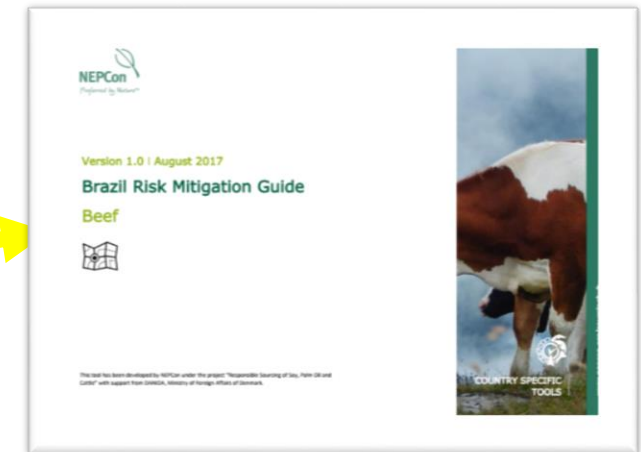 NEPCon
Preferred by Nature™
Version 1.0 | August 2017
Brazil Risk Mitigation Guide
Beef
This tool has been developed by NEPCon under the project "Responsible Sourcing of Soy, Palm Oil and
Cattle" with support from DANIDA, Ministry of Foreign Affairs of Denmark.
COUNTRY SPECIFIC
TOOLS